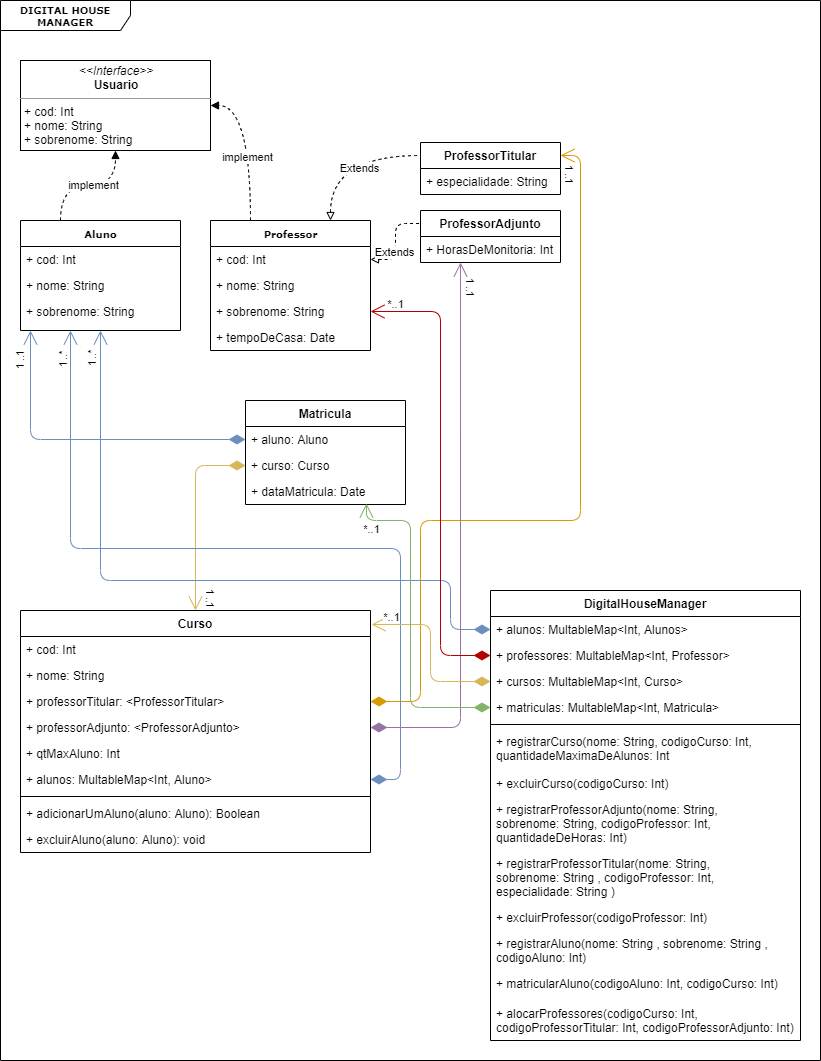 DIGITAL HOUSE
MANAGER
<<Interface>>
Usuario
+ cod: Int
+ nome: String
+ sobrenome: String
implement
implement
Extends
Extends
ProfessorTitular
+ especialidade: String
1..1
ProfessorAdjunto
+ HorasDeMonitoria: Int
1..1
Aluno
+ cod: Int
+ nome: String
+ sobrenome: String
1..1
1..*
1..*
Professor
+ cod: Int
+ nome: String
+ sobrenome: String
+ tempoDeCasa: Date
*..1
Matricula
+ aluno: Aluno
+ curso: Curso
+ dataMatricula: Date
*..1
1..1
Curso
+ cod: Int
+ nome: String
+ professorTitular: <ProfessorTitular>
+ professorAdjunto: <ProfessorAdjunto>
+ qtMaxAluno: Int
+ alunos: MultableMap<Int, Aluno>
+ adicionarUmAluno(aluno: Aluno): Boolean
+ excluirAluno(aluno: Aluno): void
*..1
DigitalHouseManager
+ alunos: MultableMap<Int, Alunos>
+ professores: MultableMap<Int, Professor>
+ cursos: MultableMap<Int, Curso>
+ matriculas: MultableMap<Int, Matricula>
+ registrarCurso(nome: String, codigoCurso: Int,
quantidadeMaximaDeAlunos: Int
+ excluirCurso(codigoCurso: Int)
+ registrarProfessorAdjunto(nome: String,
sobrenome: String, codigoProfessor: Int,
quantidadeDeHoras: Int)
+ registrarProfessorTitular(nome: String,
sobrenome: String , codigoProfessor: Int,
especialidade: String )
+ excluirProfessor(codigoProfessor: Int)
+ registrarAluno(nome: String , sobrenome: String ,
codigoAluno: Int)
+ matricularAluno(codigoAluno: Int, codigoCurso: Int)
+ alocarProfessores(codigoCurso: Int,
codigoProfessorTitular: Int, codigoProfessorAdjunto: Int)